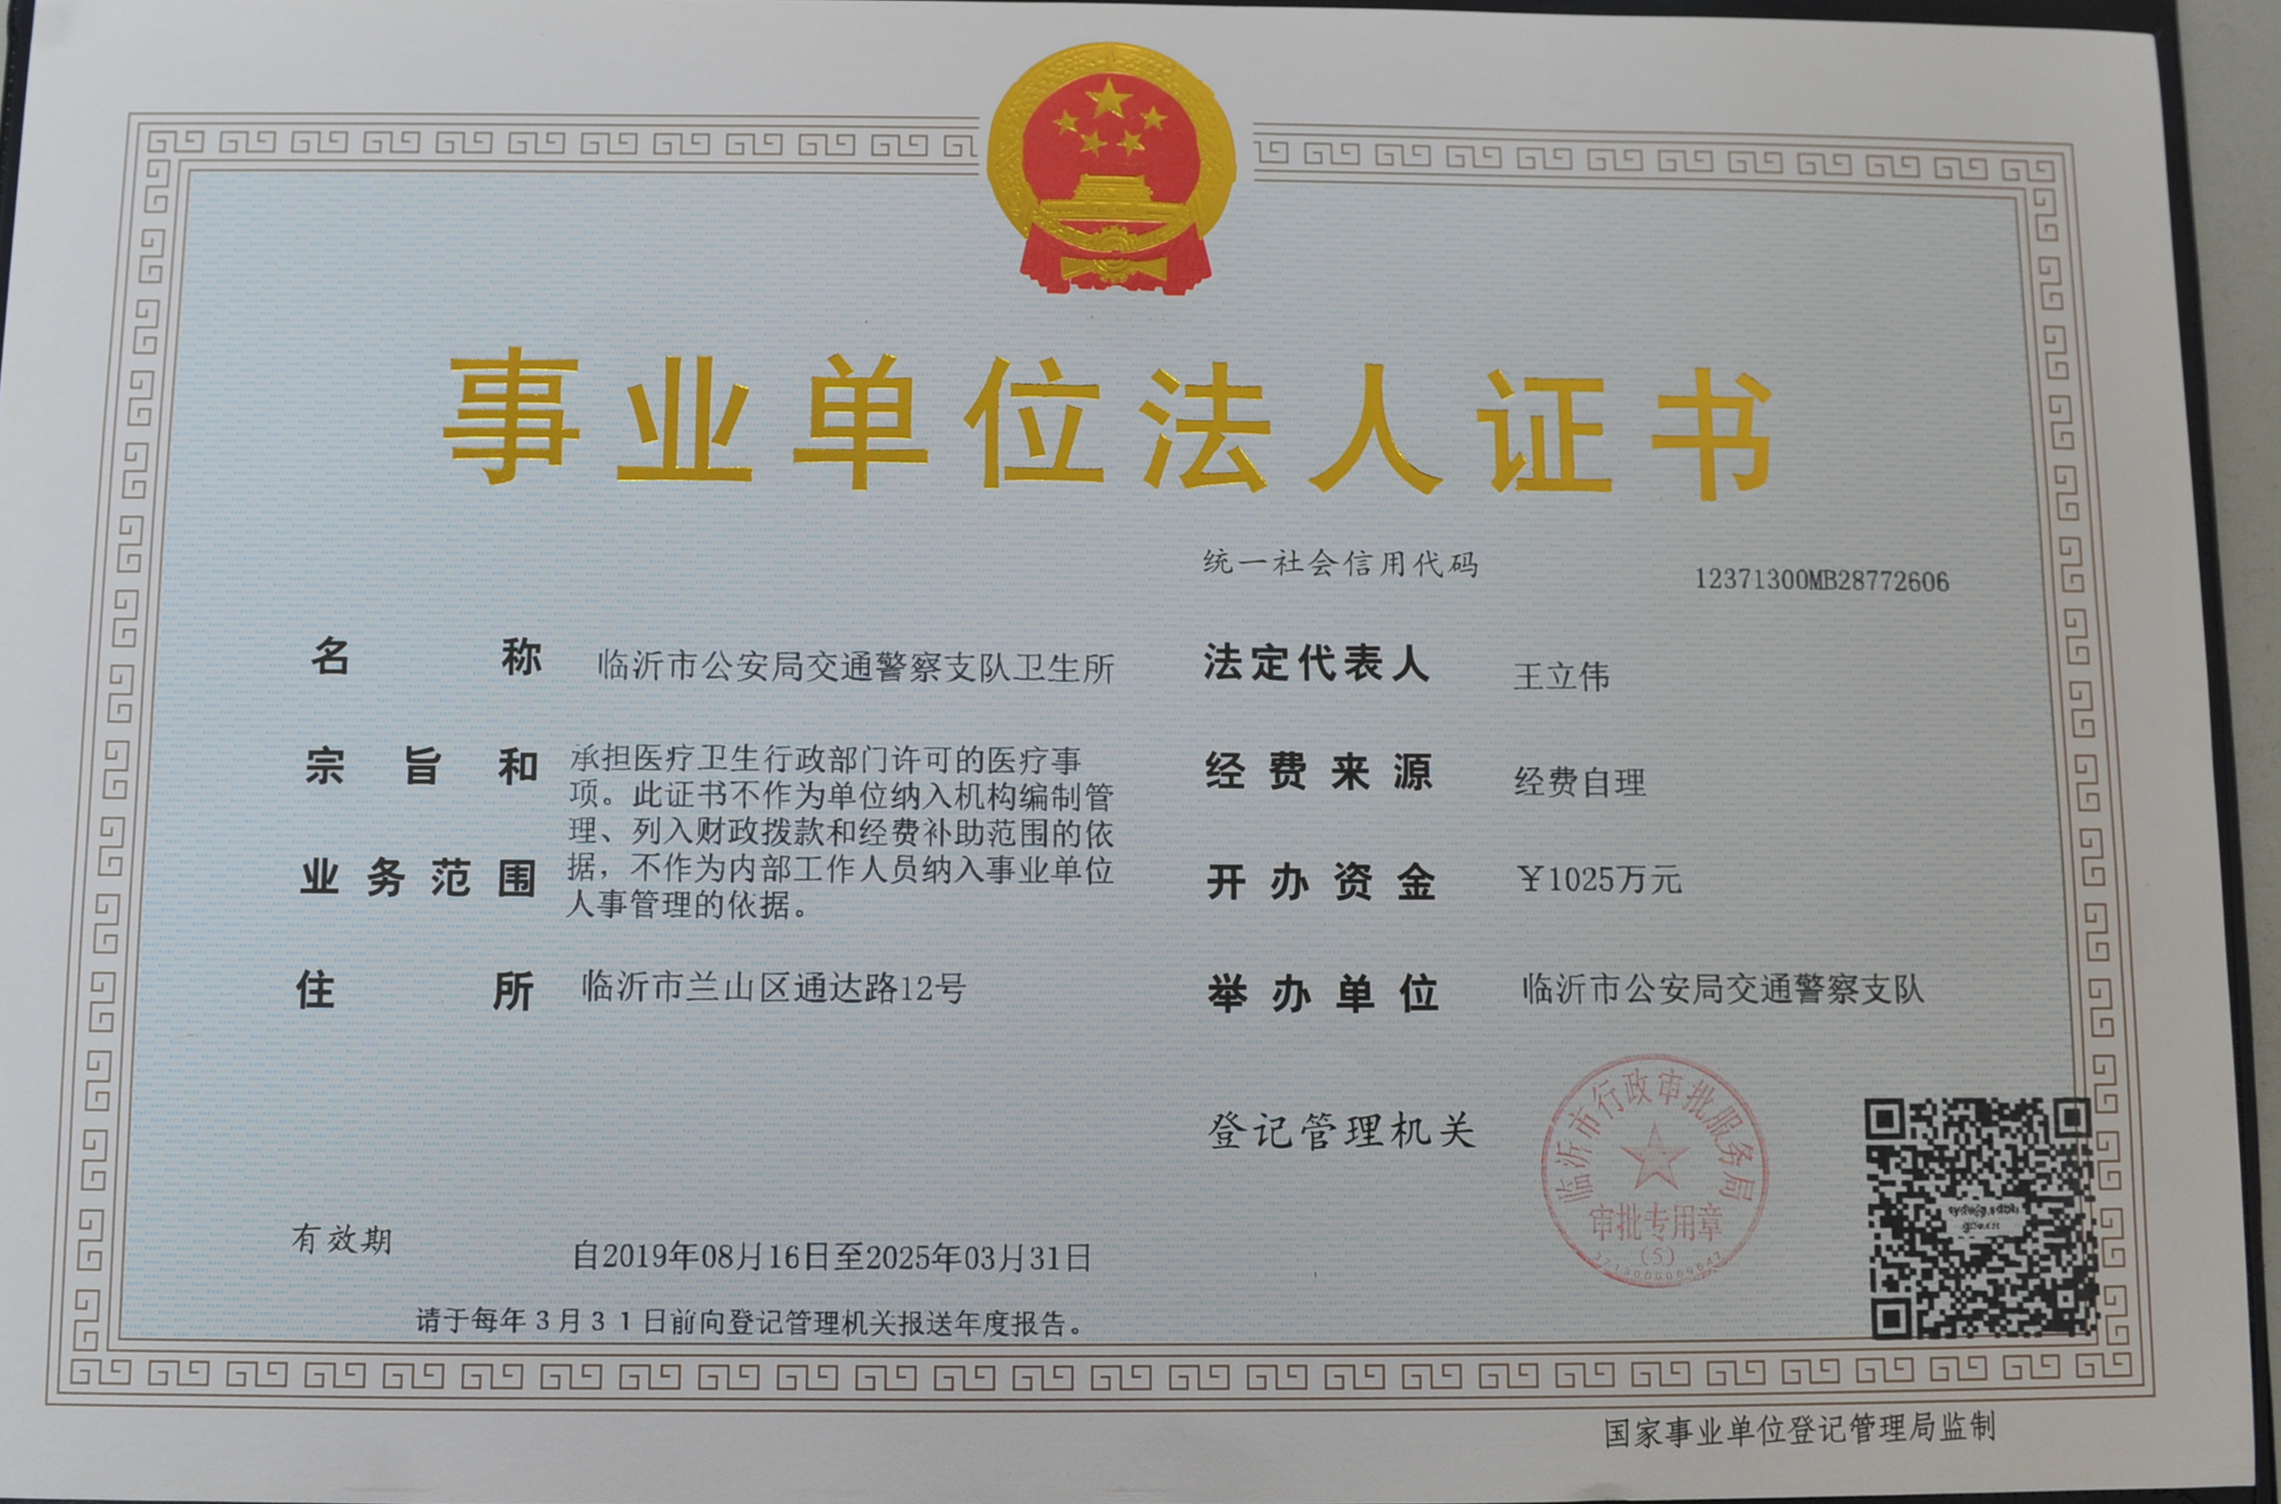 事业单位法人证书
统一社会信用代码 12371300MB28772606
名称 临沂市公安局交通警察支队卫生所
法定代表人 王立伟
宗旨和
业务范围
承担医疗卫生行政部门许可的医疗事
项。此证书不作为单位纳入机构编制管
理、列入财政拨款和经费补助范围的依
据，不作为内部工作人员纳入事业单位
人事管理的依据。
经费来源 经费自理
开办资金 ￥1025万元
住所 临沂市兰山区通达路12号
举办单位 临沂市公安局交通警察支队
登记管理机关
临沂市行政审批服务局
审批专用章
(5)
有效期 自2019年08月16日至2025年03月31日
请于每年3月31日前向登记管理机关报送年度报告。
国家事业单位登记管理局监制